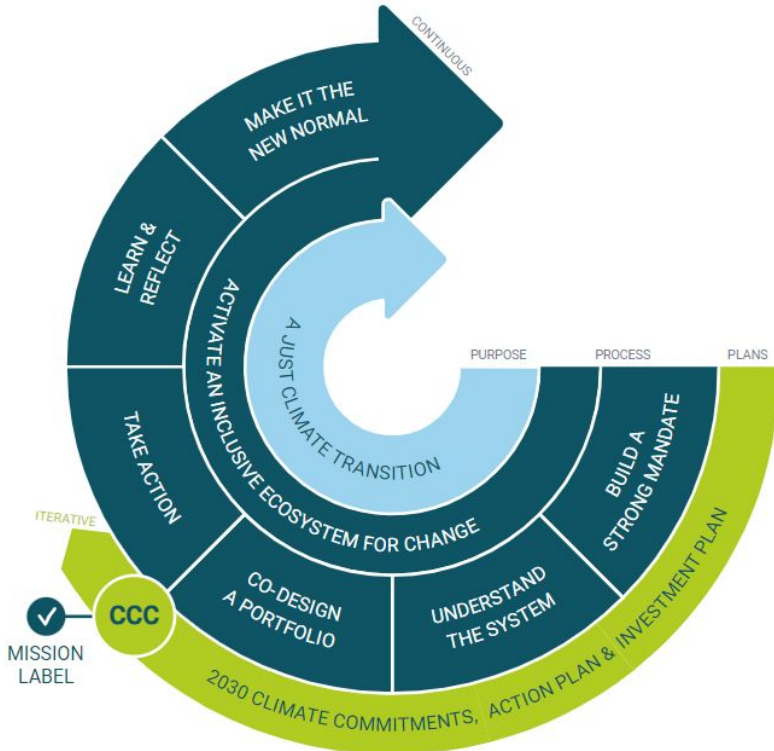 CONTINUOUS
MAKE IT THE
NEW NORMAL
LEARN &
REFLECT
ACTIVATE AN INCLUSIVE ECOSYSTEM FOR CHANGE
A JUST CLIMATE TRANSITION
PURPOSE
PROCESS
PLANS
TAKE ACTION
BUILD A
STRONG MANDATE
ITERATIVE
CO-DESIGN
A PORTFOLIO
UNDERSTAND
THE SYSTEM
CCC
MISSION
LABEL
2030 CLIMATE COMMITMENTS, ACTION PLAN & INVESTMENT PLAN